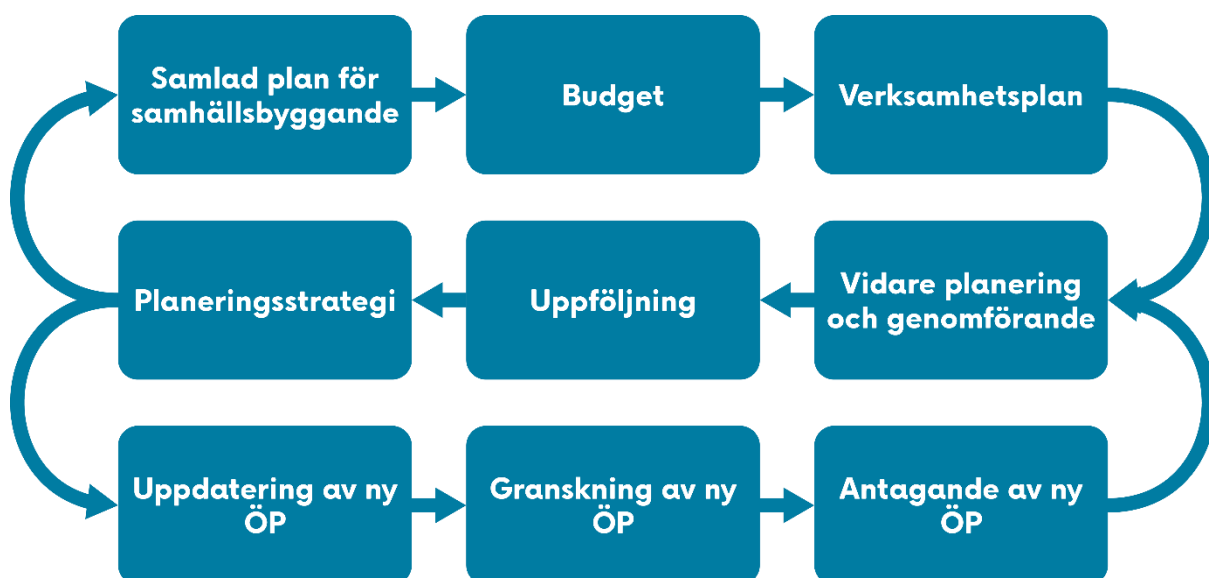 Samlad plan för
samhällsbyggande
Budget
Verksamhetsplan
Planeringsstrategi
Uppföljning
Vidare planering
och genomförande
Uppdatering av ny
ÖP
Granskning av ny
ÖP
Antagande av ny
ÖP